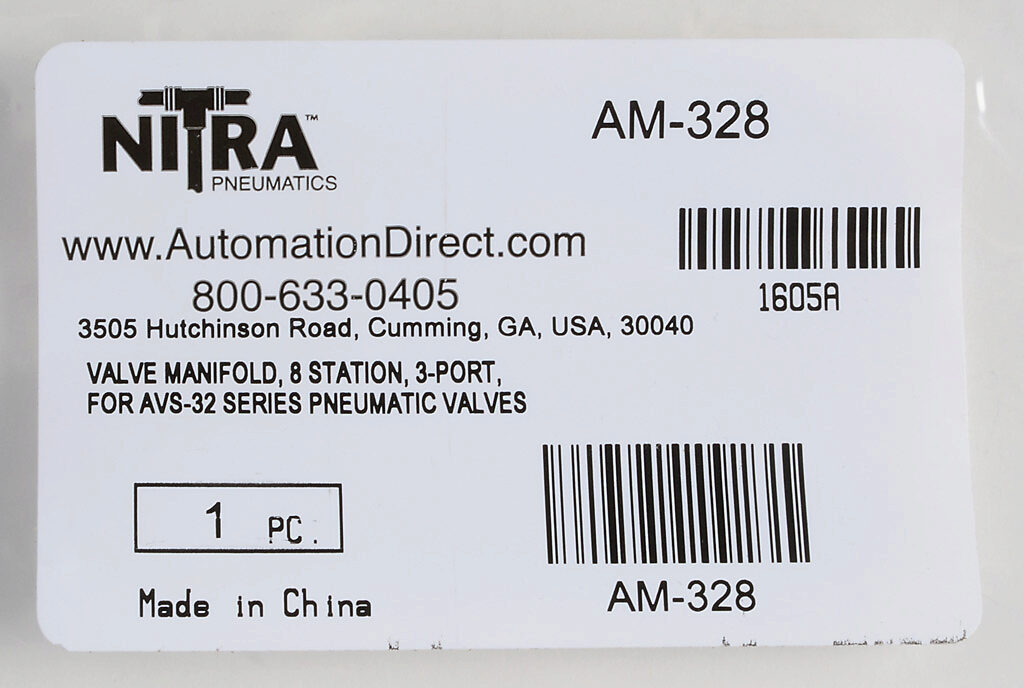 NITRA™
PNEUMATICS
AM-328
www.AutomationDirect.com
800-633-0405
3505 Hutchinson Road, Cumming, GA, USA, 30040
1605A
VALVE MANIFOLD, 8 STATION, 3-PORT,
FOR AVS-32 SERIES PNEUMATIC VALVES
1 PC.
Made in China
AM-328